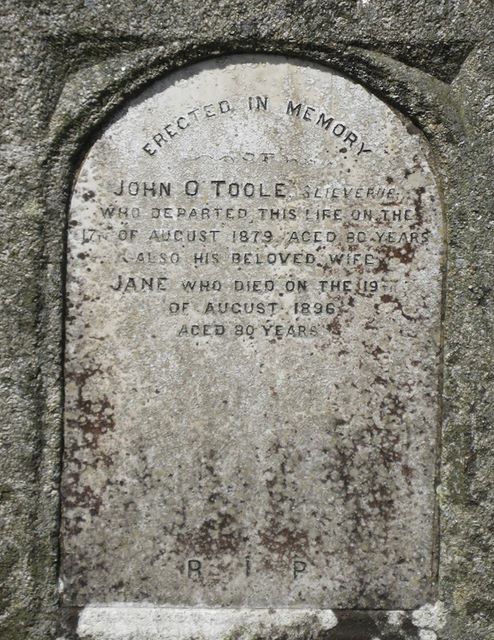 ERECTED IN MEMORY
OF
JOHN O TOOLE, SLIEVERUE,
WHO DEPARTED THIS LIFE ON THE
17TH OF AUGUST 1879 AGED 80 YEARS
ALSO HIS BELOVED WIFE
JANE WHO DIED ON THE 19TH
OF AUGUST 1896
AGED 80 YEARS
R I P